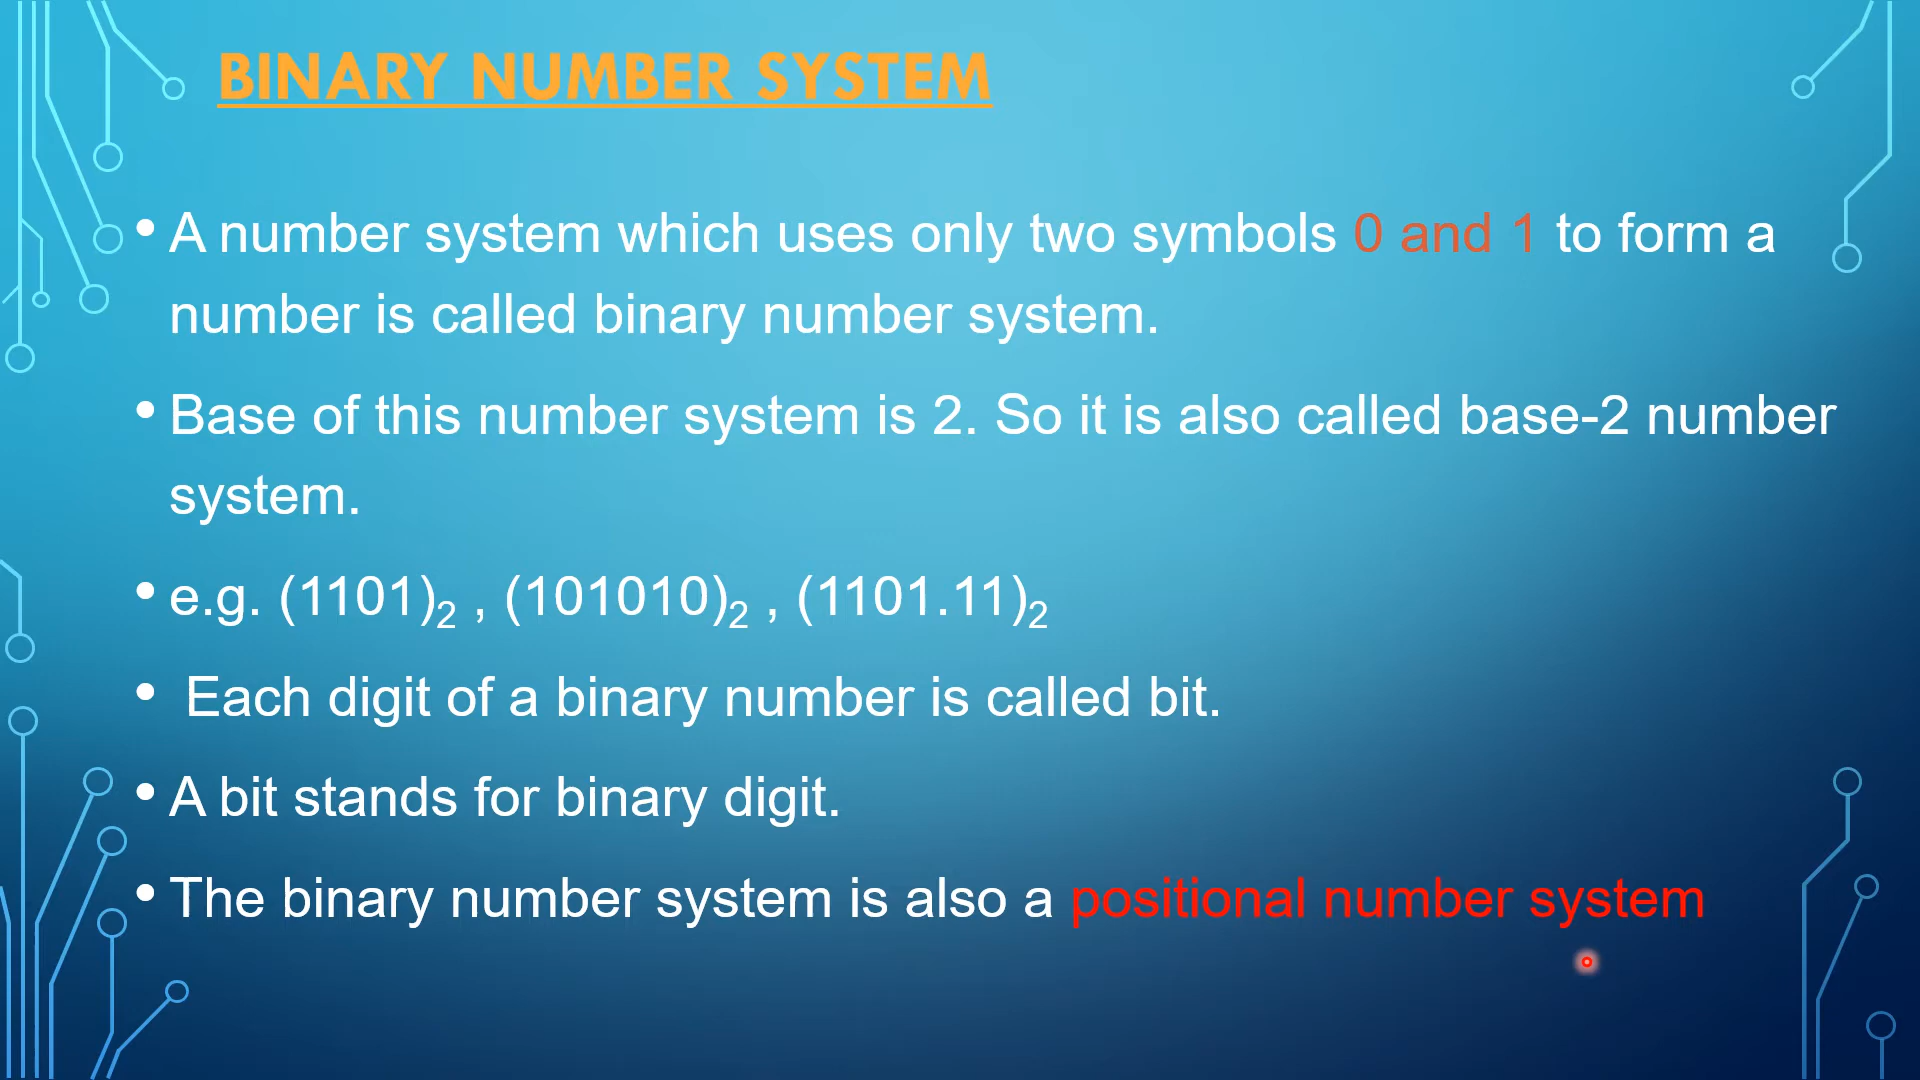 BINARY NUMBER SYSTEM
• A number system which uses only two symbols 0 and 1 to form a
number is called binary number system.
• Base of this number system is 2. So it is also called base-2 number
system.
• e.g. (1101)₂ , (101010)₂ , (1101.11)₂
• Each digit of a binary number is called bit.
• A bit stands for binary digit.
• The binary number system is also a positional number system